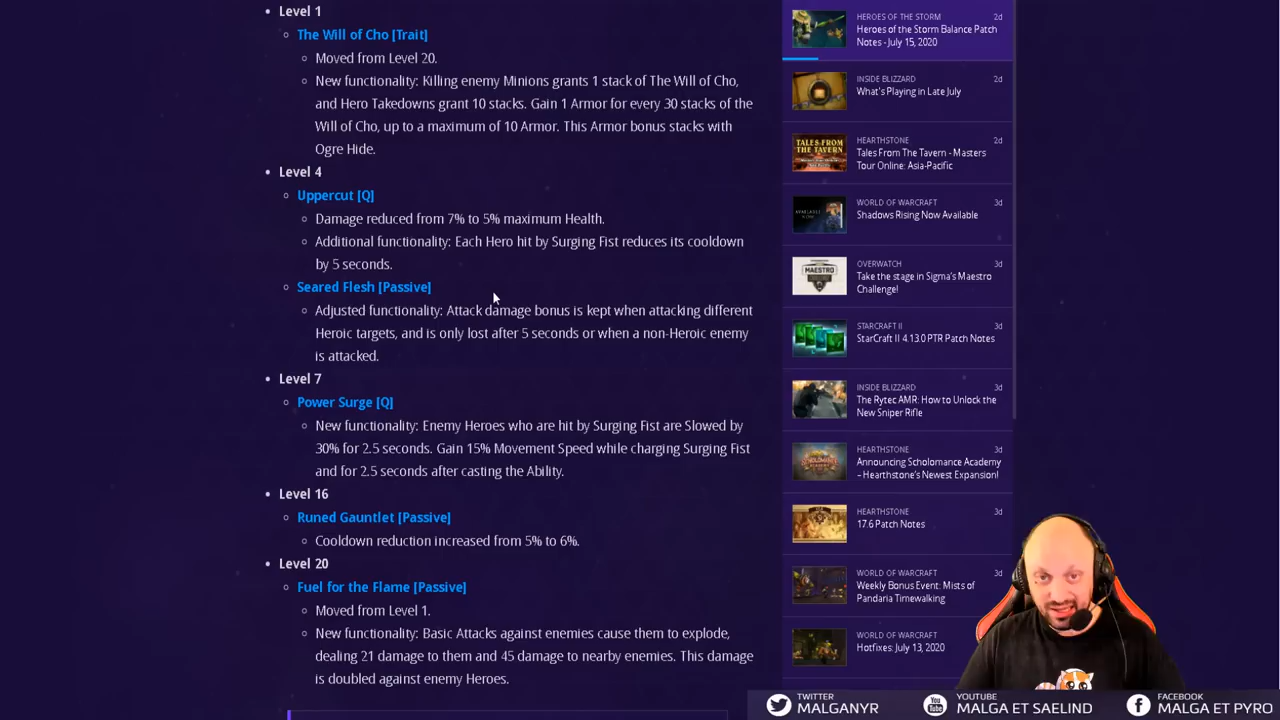 Level 1
The Will of Cho [Trait]
Moved from Level 20.
New functionality: Killing enemy Minions grants 1 stack of The Will of Cho,
and Hero Takedowns grant 10 stacks. Gain 1 Armor for every 30 stacks of the
Will of Cho, up to a maximum of 10 Armor. This Armor bonus stacks with
Ogre Hide.
Level 4
Uppercut [Q]
Damage reduced from 7% to 5% maximum Health.
Additional functionality: Each Hero hit by Surging Fist reduces its cooldown
by 5 seconds.
Seared Flesh [Passive]
Adjusted functionality: Attack damage bonus is kept when attacking different
Heroic targets, and is only lost after 5 seconds or when a non-Heroic enemy
is attacked.
Level 7
Power Surge [Q]
New functionality: Enemy Heroes who are hit by Surging Fist are Slowed by
30% for 2.5 seconds. Gain 15% Movement Speed while charging Surging Fist
and for 2.5 seconds after casting the Ability.
Level 16
Runed Gauntlet [Passive]
Cooldown reduction increased from 5% to 6%.
Level 20
Fuel for the Flame [Passive]
Moved from Level 1.
New functionality: Basic Attacks against enemies cause them to explode,
dealing 21 damage to them and 45 damage to nearby enemies. This damage
is doubled against enemy Heroes.
HEROES OF THE STORM 2d
Heroes of the Storm Balance Patch
Notes - July 15, 2020
INSIDE BLIZZARD 2d
What's Playing in Late July
TALES FROM
THE TAVERN
HEARTHSTONE 2d
Tales From The Tavern - Masters
Tour Online: Asia-Pacific
WORLD OF WARCRAFT 3d
Shadows Rising Now Available
MAESTRO
OVERWATCH 3d
Take the stage in Sigma's Maestro
Challenge!
STARCRAFT II 3d
StarCraft II 4.13.0 PTR Patch Notes
INSIDE BLIZZARD 3d
The Rytec AMR: How to Unlock the
New Sniper Rifle
HEARTHSTONE 3d
Announcing Scholomance Academy
– Hearthstone's Newest Expansion!
HEARTHSTONE 3d
17.6 Patch Notes
WORLD OF WARCRAFT 3d
Weekly Bonus Event: Mists of
Pandaria Timewalking
WORLD OF WARCRAFT
Hotfixes: July 13, 2020
TWITTER
MALGANYR
YOUTUBE
MALGA ET SAELIND
FACEBOOK
MALGA ET PYRO